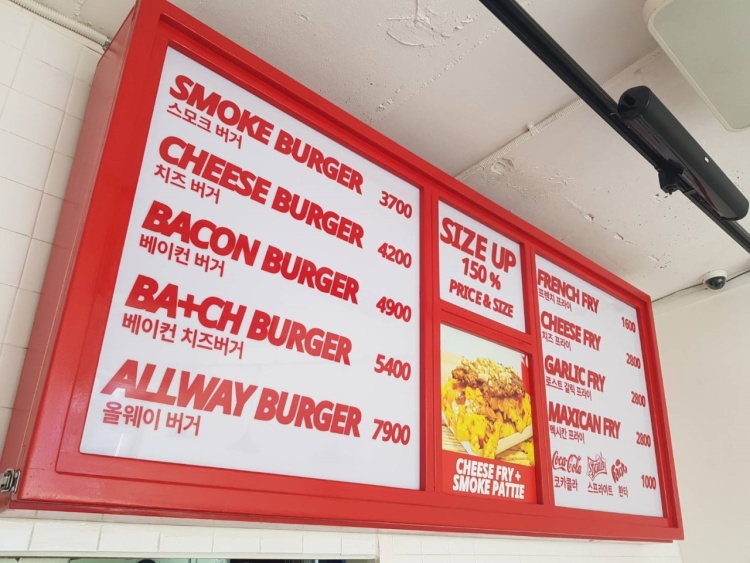 SMOKE BURGER 3700
스모크 버거
CHEESE BURGER 4200
치즈 버거
BACON BURGER 4900
베이컨 버거
BA+CH BURGER 5400
베이컨 치즈버거
ALLWAY BURGER 7900
올웨이 버거
SIZE UP
150 %
PRICE & SIZE
CHEESE FRY +
SMOKE PATTIE
FRENCH FRY 1600
프렌치 프라이
CHEESE FRY 2800
치즈 프라이
GARLIC FRY 2800
로스트 갈릭 프라이
MAXICAN FRY 2800
멕시칸 프라이
Coca-Cola Sprite Fanta 1000
코카콜라 스프라이트 환타